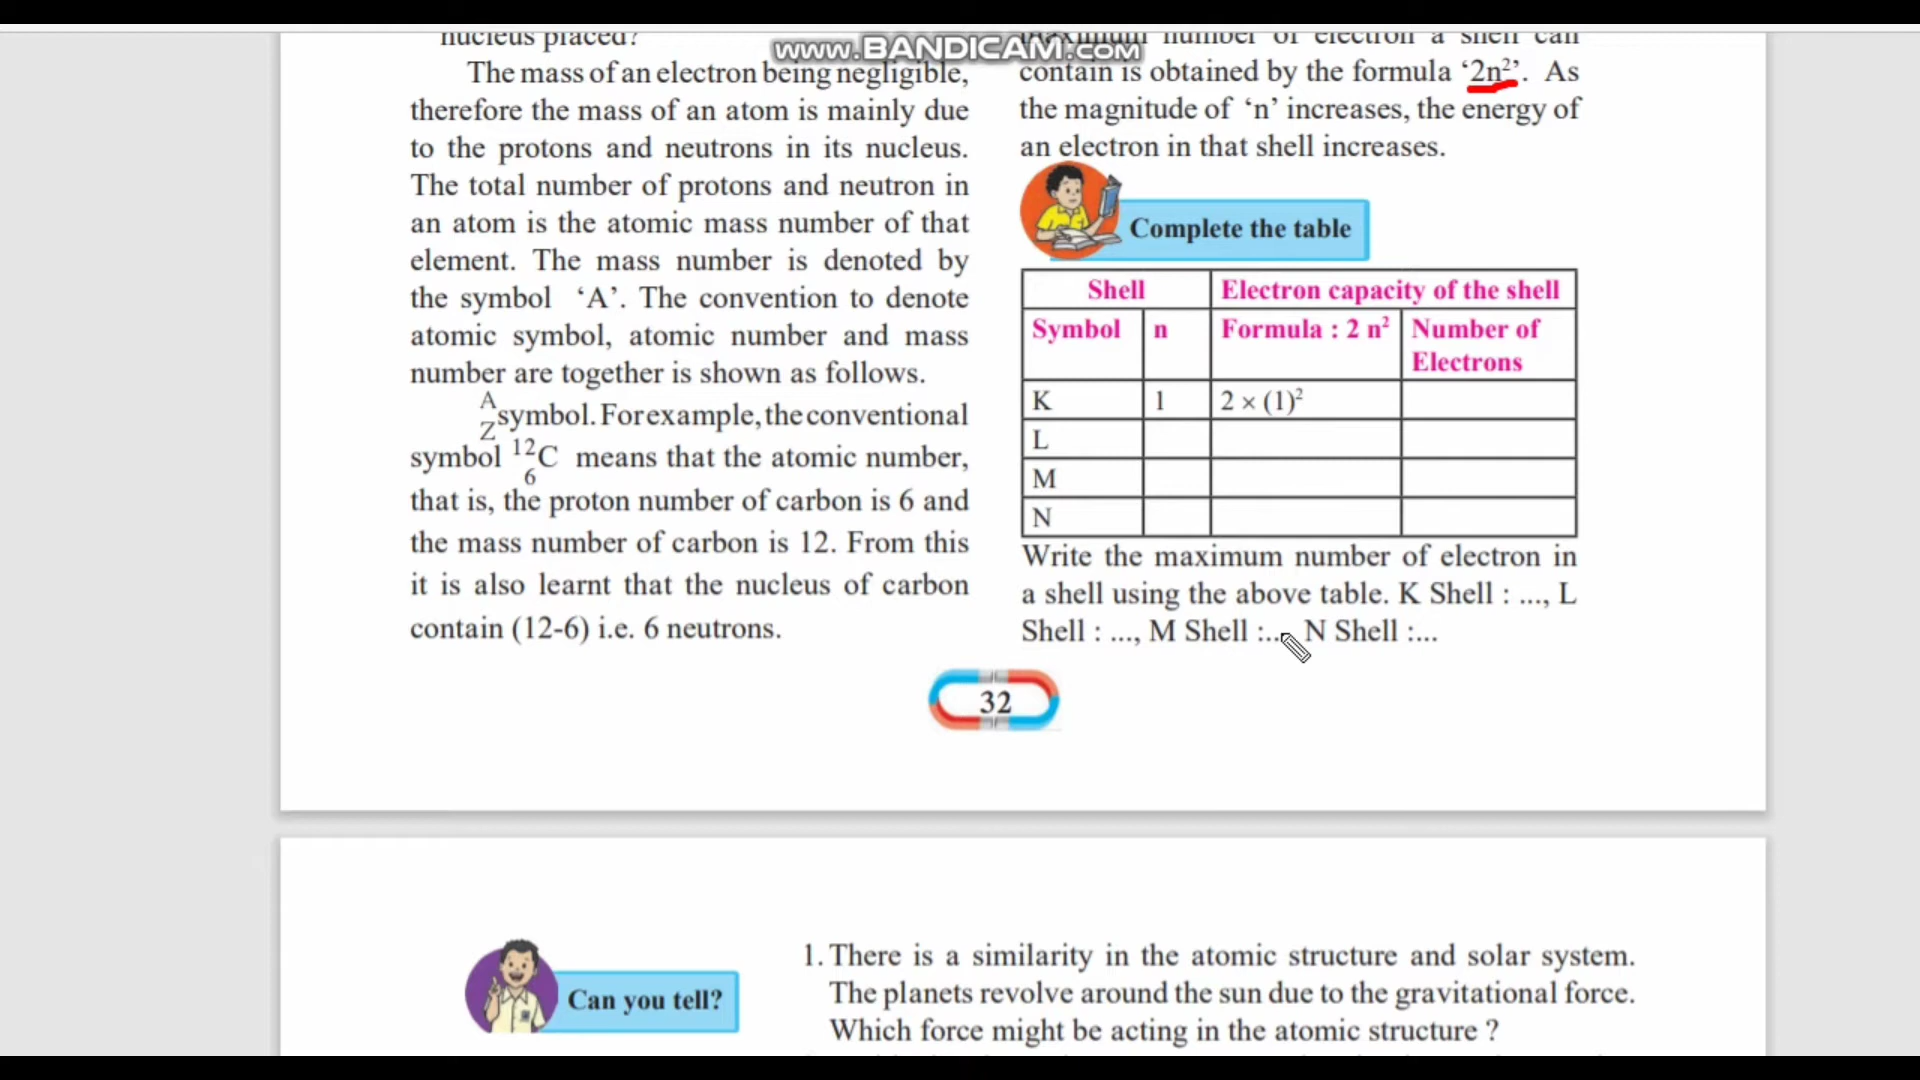 www.BANDICAM.com
nucleus placed?
The mass of an electron being negligible,
therefore the mass of an atom is mainly due
to the protons and neutrons in its nucleus.
The total number of protons and neutron in
an atom is the atomic mass number of that
element. The mass number is denoted by
the symbol ‘A’. The convention to denote
atomic symbol, atomic number and mass
number are together is shown as follows.
A
Z symbol. For example, the conventional
symbol ¹²₆C means that the atomic number,
that is, the proton number of carbon is 6 and
the mass number of carbon is 12. From this
it is also learnt that the nucleus of carbon
contain (12-6) i.e. 6 neutrons.
maximum number of electron a shell can
contain is obtained by the formula ‘2n²’. As
the magnitude of ‘n’ increases, the energy of
an electron in that shell increases.
Complete the table
Shell Electron capacity of the shell
Symbol n Formula : 2 n² Number of
Electrons
K 1 2 × (1)²
L
M
N
Write the maximum number of electron in
a shell using the above table. K Shell : ..., L
Shell : ..., M Shell :... N Shell :...
32
Can you tell?
1. There is a similarity in the atomic structure and solar system.
The planets revolve around the sun due to the gravitational force.
Which force might be acting in the atomic structure ?